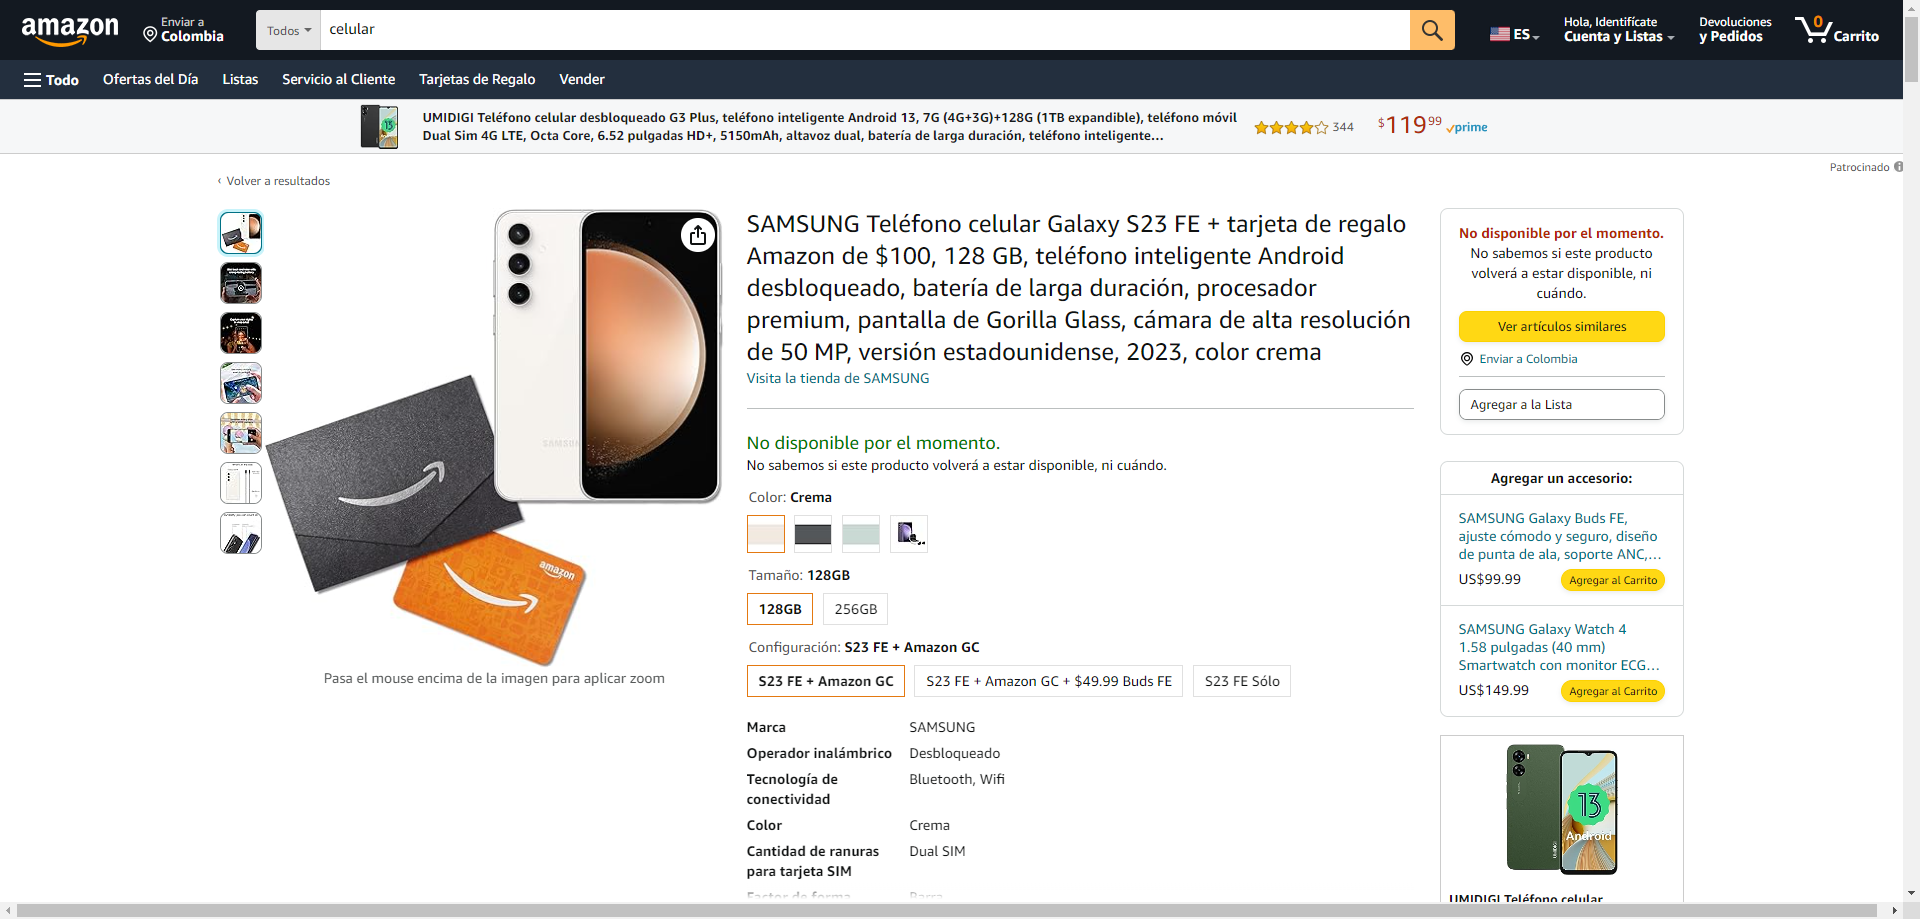 amazon
Enviar a
Colombia
Todos
celular
ES
Hola, Identifícate
Cuenta y Listas
Devoluciones
y Pedidos
0
Carrito
Todo
Ofertas del Día
Listas
Servicio al Cliente
Tarjetas de Regalo
Vender
UMIDIGI Teléfono celular desbloqueado G3 Plus, teléfono inteligente Android 13, 7G (4G+3G)+128G (1TB expandible), teléfono móvil
Dual Sim 4G LTE, Octa Core, 6.52 pulgadas HD+, 5150mAh, altavoz dual, batería de larga duración, teléfono inteligente...
344
$11999
prime
Patrocinado
‹ Volver a resultados
SAMSUNG
amazon
Pasa el mouse encima de la imagen para aplicar zoom
SAMSUNG Teléfono celular Galaxy S23 FE + tarjeta de regalo
Amazon de $100, 128 GB, teléfono inteligente Android
desbloqueado, batería de larga duración, procesador
premium, pantalla de Gorilla Glass, cámara de alta resolución
de 50 MP, versión estadounidense, 2023, color crema
Visita la tienda de SAMSUNG
No disponible por el momento.
No sabemos si este producto volverá a estar disponible, ni cuándo.
Color: Crema
Tamaño: 128GB
128GB
256GB
Configuración: S23 FE + Amazon GC
S23 FE + Amazon GC
S23 FE + Amazon GC + $49.99 Buds FE
S23 FE Sólo
Marca SAMSUNG
Operador inalámbrico Desbloqueado
Tecnología de Bluetooth, Wifi
conectividad
Color Crema
Cantidad de ranuras Dual SIM
para tarjeta SIM
Factor de forma Barra
No disponible por el momento.
No sabemos si este producto
volverá a estar disponible, ni
cuándo.
Ver artículos similares
Enviar a Colombia
Agregar a la Lista
Agregar un accesorio:
SAMSUNG Galaxy Buds FE,
ajuste cómodo y seguro, diseño
de punta de ala, soporte ANC,...
US$99.99
Agregar al Carrito
SAMSUNG Galaxy Watch 4
1.58 pulgadas (40 mm)
Smartwatch con monitor ECG...
US$149.99
Agregar al Carrito
13
Android
UMIDIGI Teléfono celular